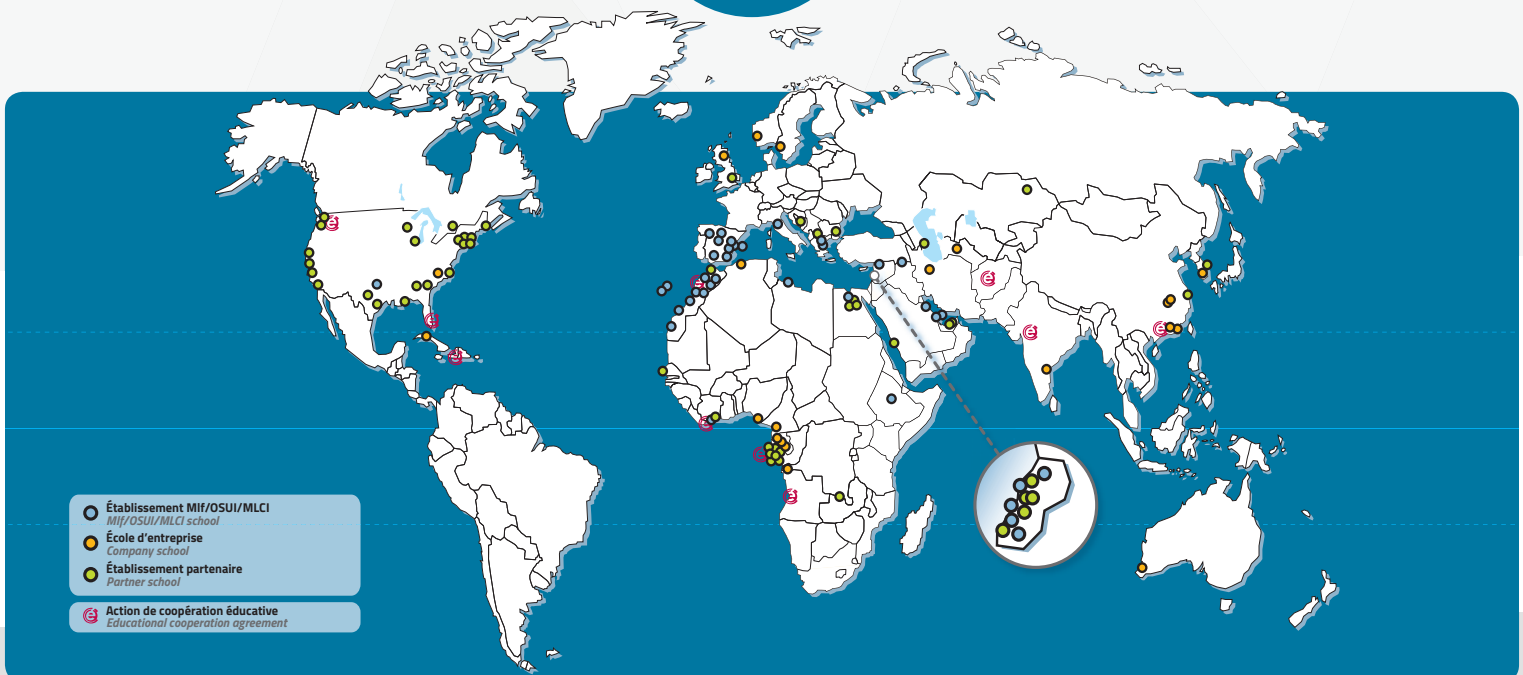 Établissement Mlf/OSUI/MLCI
Mlf/OSUI/MLCI school
École d'entreprise
Company school
Établissement partenaire
Partner school
Action de coopération éducative
Educational cooperation agreement